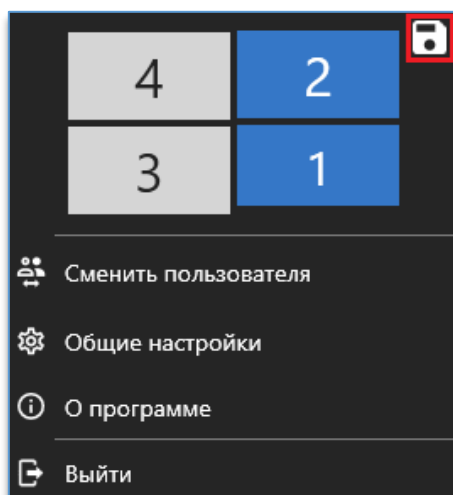 4 2
3 1
Сменить пользователя
Общие настройки
О программе
Выйти